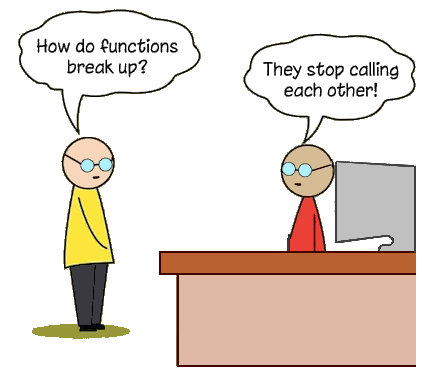 How do functions
break up?
They stop calling
each other!